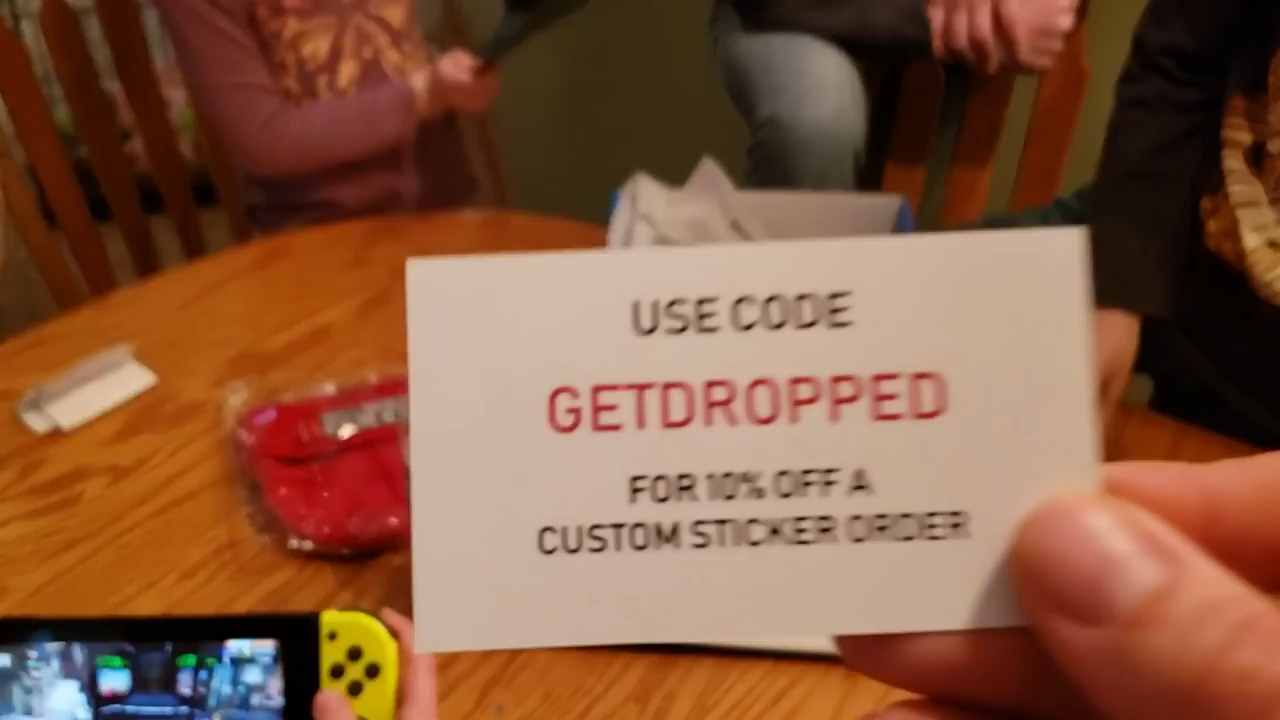 USE CODE
GETDROPPED
FOR 10% OFF A
CUSTOM STICKER ORDER